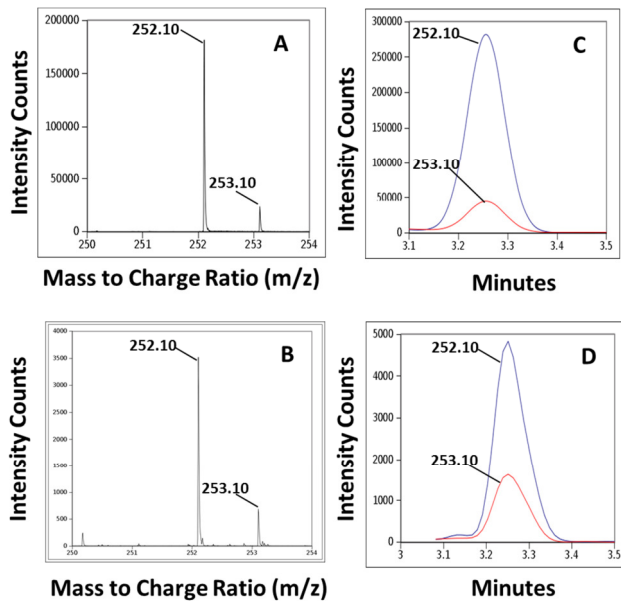 A
Intensity Counts
200000
150000
100000
50000
0
252.10
253.10
250 251 252 253 254
Mass to Charge Ratio (m/z)
C
Intensity Counts
300000
250000
200000
150000
100000
50000
0
252.10
253.10
3.1 3.2 3.3 3.4 3.5
Minutes
B
Intensity Counts
4000
3500
3000
2500
2000
1500
1000
500
0
252.10
253.10
250 251 252 253 254
Mass to Charge Ratio (m/z)
D
Intensity Counts
5000
4000
3000
2000
1000
0
252.10
253.10
3 3.1 3.2 3.3 3.4 3.5
Minutes